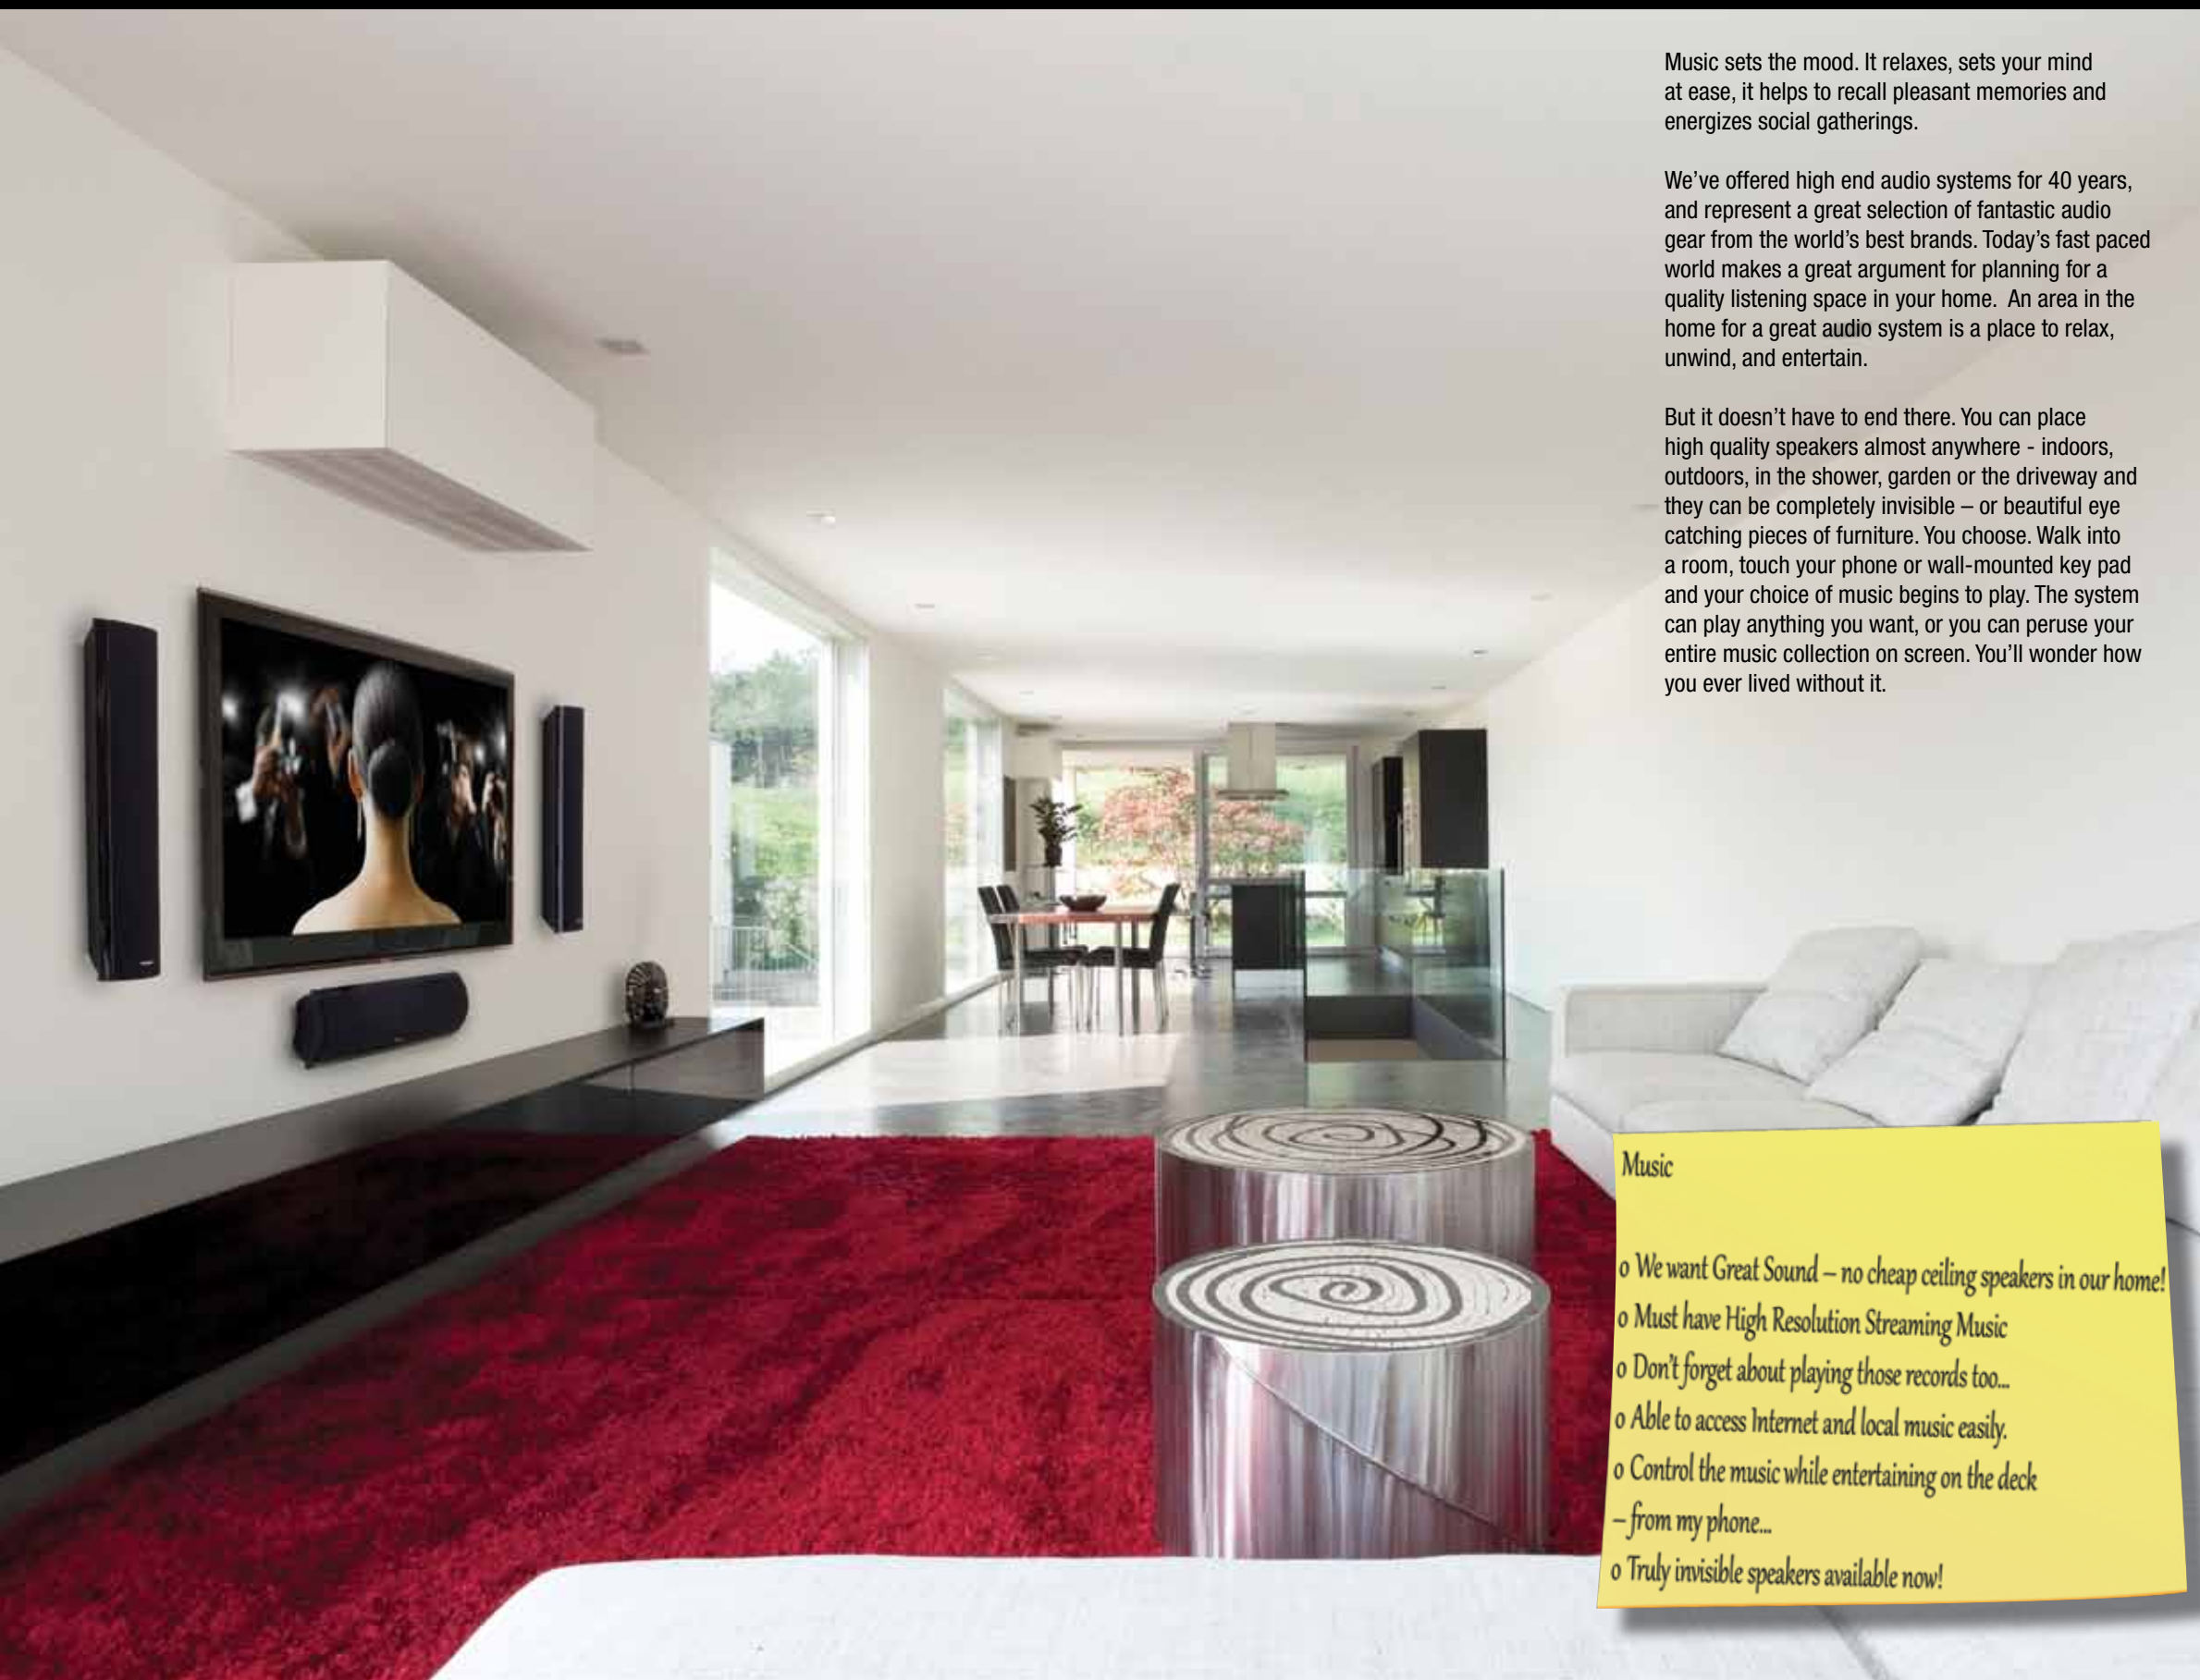 Music sets the mood. It relaxes, sets your mind
at ease, it helps to recall pleasant memories and
energizes social gatherings.
We've offered high end audio systems for 40 years,
and represent a great selection of fantastic audio
gear from the world's best brands. Today's fast paced
world makes a great argument for planning for a
quality listening space in your home.  An area in the
home for a great audio system is a place to relax,
unwind, and entertain.
But it doesn't have to end there. You can place
high quality speakers almost anywhere - indoors,
outdoors, in the shower, garden or the driveway and
they can be completely invisible – or beautiful eye
catching pieces of furniture. You choose. Walk into
a room, touch your phone or wall-mounted key pad
and your choice of music begins to play. The system
can play anything you want, or you can peruse your
entire music collection on screen. You'll wonder how
you ever lived without it.
Music
o We want Great Sound – no cheap ceiling speakers in our home!
o Must have High Resolution Streaming Music
o Don't forget about playing those records too...
o Able to access Internet and local music easily.
o Control the music while entertaining on the deck
– from my phone...
o Truly invisible speakers available now!